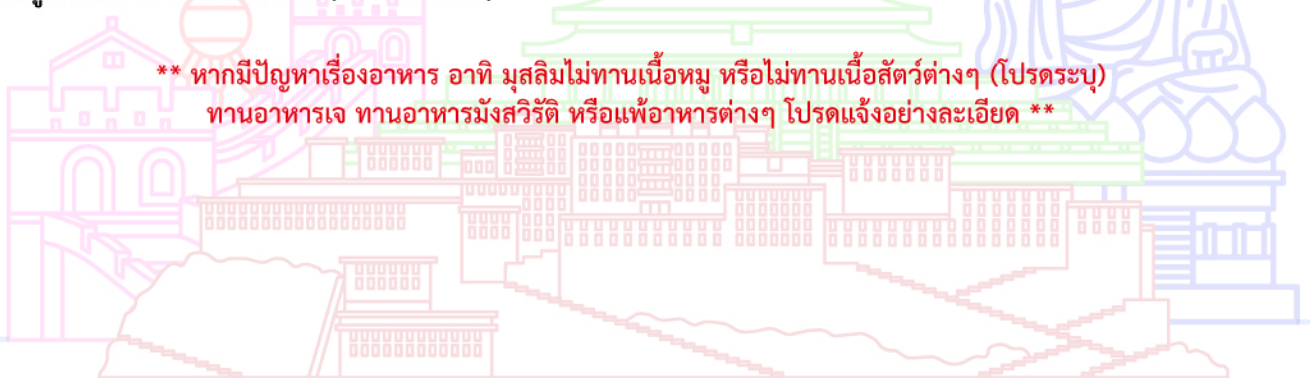 ** หากมีปัญหาเรื่องอาหาร อาทิ มุสลิมไม่ทานเนื้อหมู หรือไม่ทานเนื้อสัตว์ต่างๆ (โปรดระบุ)
ทานอาหารเจ ทานอาหารมังสวิรัติ หรือแพ้อาหารต่างๆ โปรดแจ้งอย่างละเอียด **